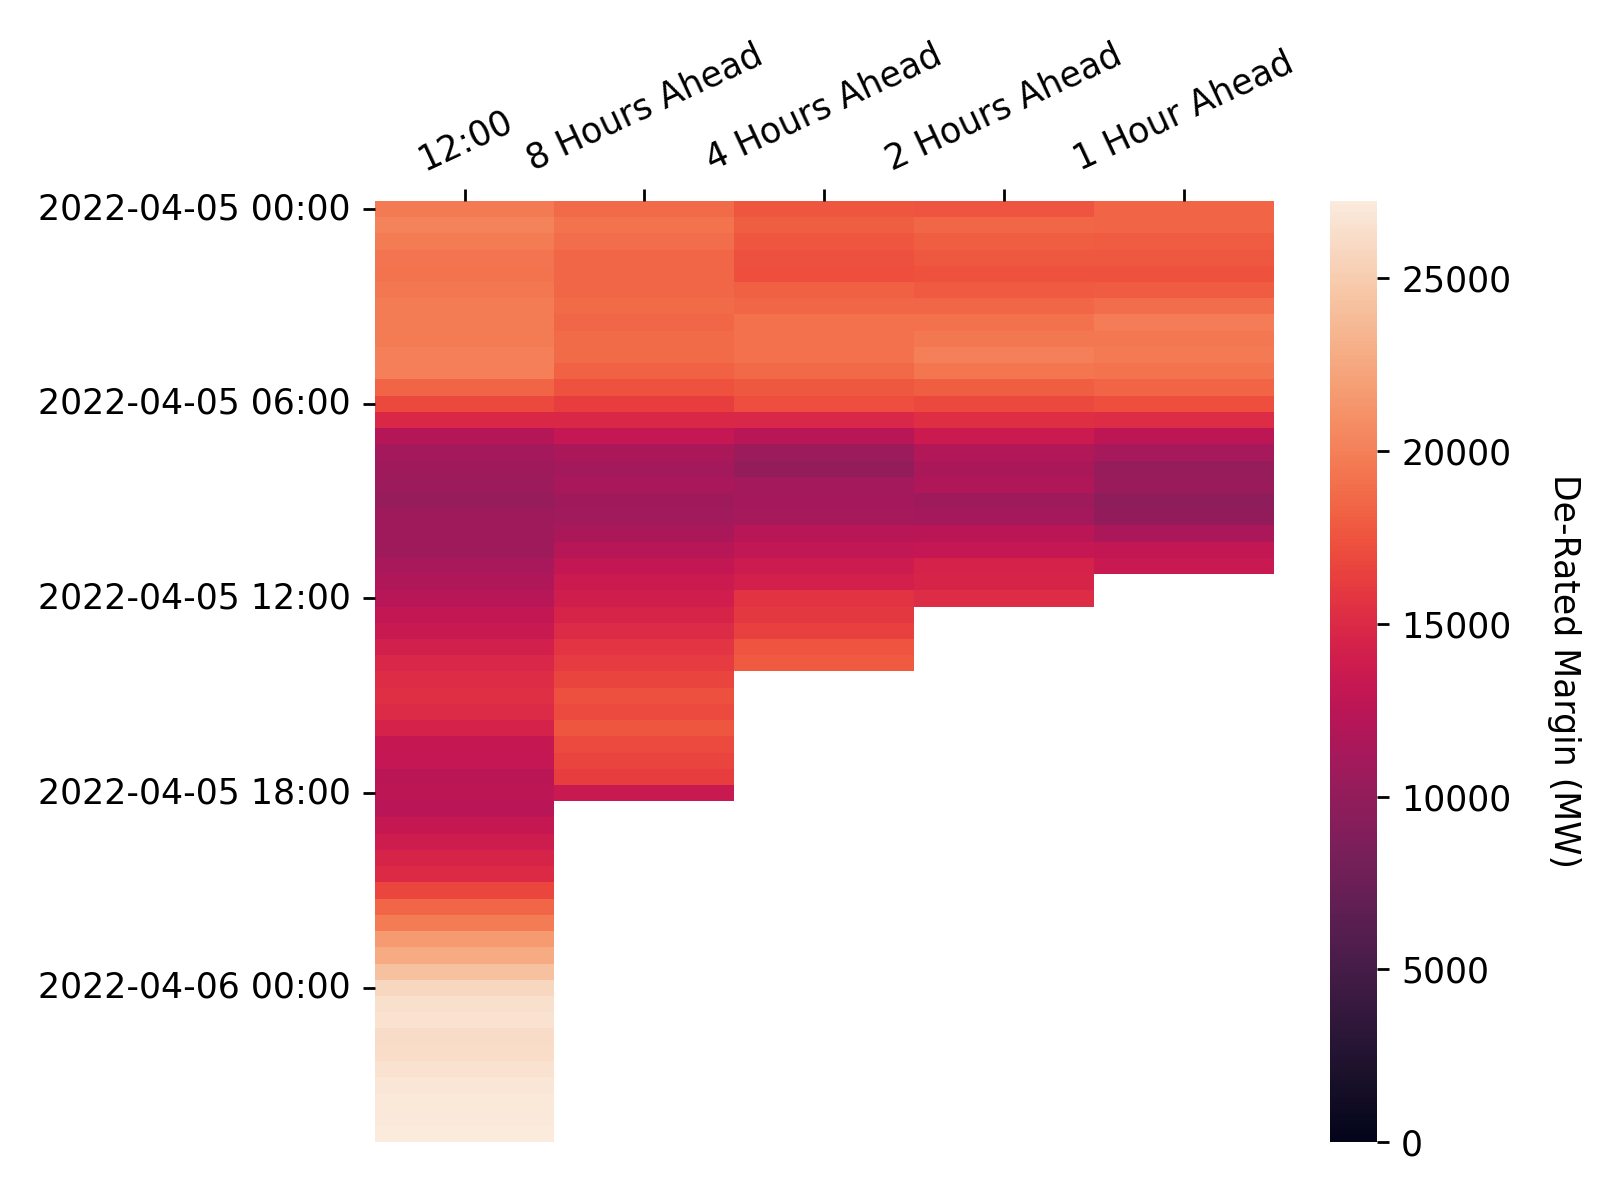 12:00
8 Hours Ahead
4 Hours Ahead
2 Hours Ahead
1 Hour Ahead
2022-04-05 00:00
2022-04-05 06:00
2022-04-05 12:00
2022-04-05 18:00
2022-04-06 00:00
25000
20000
15000
10000
5000
0
De-Rated Margin (MW)